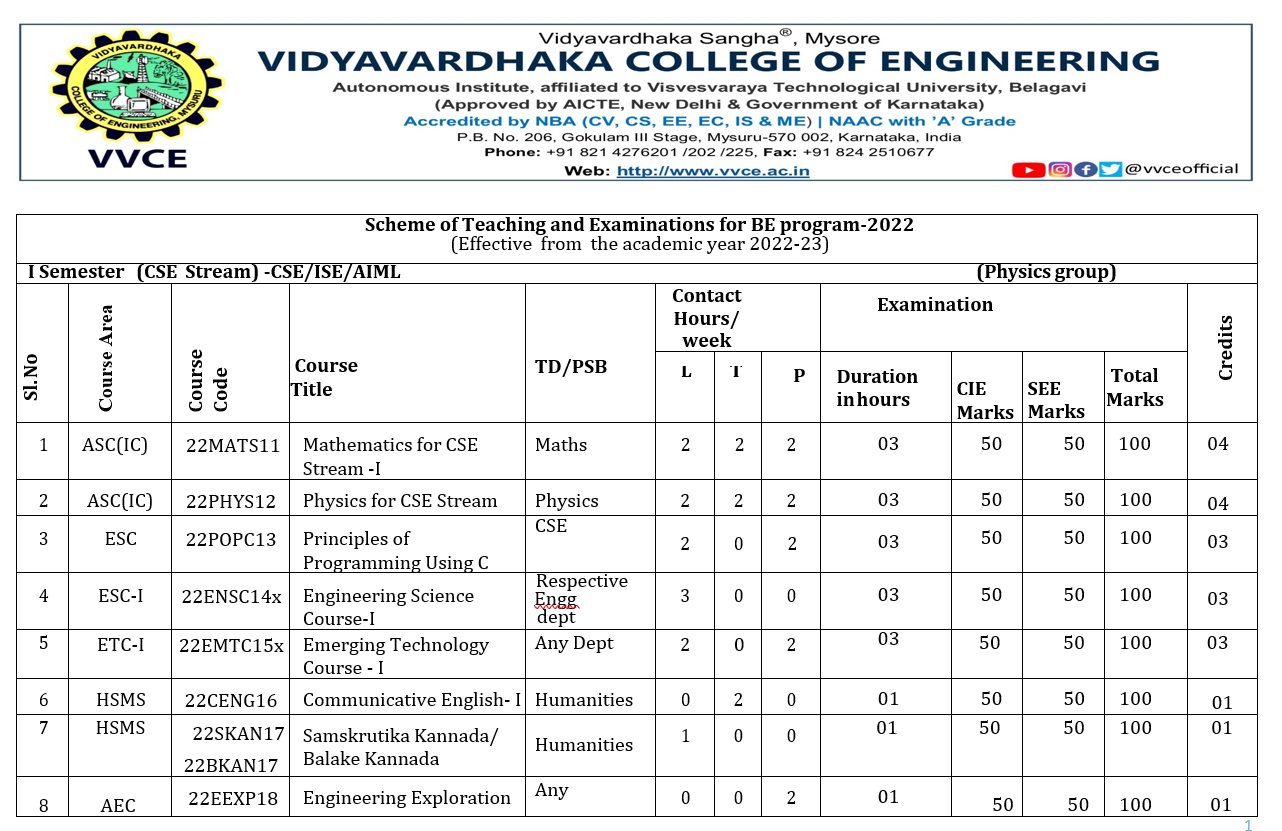 Vidyavardhaka Sangha®, Mysore
VIDYAVARDHAKA COLLEGE OF ENGINEERING
Autonomous Institute, affiliated to Visvesvaraya Technological University, Belagavi
(Approved by AICTE, New Delhi & Government of Karnataka)
Accredited by NBA (CV, CS, EE, EC, IS & ME) | NAAC with 'A' Grade
P.B. No. 206, Gokulam III Stage, Mysuru-570 002, Karnataka, India
Phone: +91 821 4276201 /202 /225, Fax: +91 824 2510677
Web: http://www.vvce.ac.in
@vvceofficial
VIDYAVARDHAKA
COLLEGE OF ENGINEERING, MYSURU
VVCE
Scheme of Teaching and Examinations for BE program-2022
(Effective from the academic year 2022-23)
I Semester (CSE Stream) -CSE/ISE/AIML (Physics group)
Sl.No
Course Area
Course
Code
Course
Title
TD/PSB
Contact
Hours/
week
L T P
Examination
Duration
in hours
CIE
Marks
SEE
Marks
Total
Marks
Credits
1 ASC(IC) 22MATS11 Mathematics for CSE Maths 2 2 2 03 50 50 100 04
Stream -I
2 ASC(IC) 22PHYS12 Physics for CSE Stream Physics 2 2 2 03 50 50 100 04
3 ESC 22POPC13 Principles of CSE 2 0 2 03 50 50 100 03
Programming Using C
4 ESC-I 22ENSC14x Engineering Science Respective 3 0 0 03 50 50 100 03
Course-I Engg
dept
5 ETC-I 22EMTC15x Emerging Technology Any Dept 2 0 2 03 50 50 100 03
Course - I
6 HSMS 22CENG16 Communicative English- I Humanities 0 2 0 01 50 50 100 01
7 HSMS 22SKAN17 Samskrutika Kannada/ Humanities 1 0 0 01 50 50 100 01
22BKAN17 Balake Kannada
8 AEC 22EEXP18 Engineering Exploration Any 0 0 2 01 50 50 100 01
1